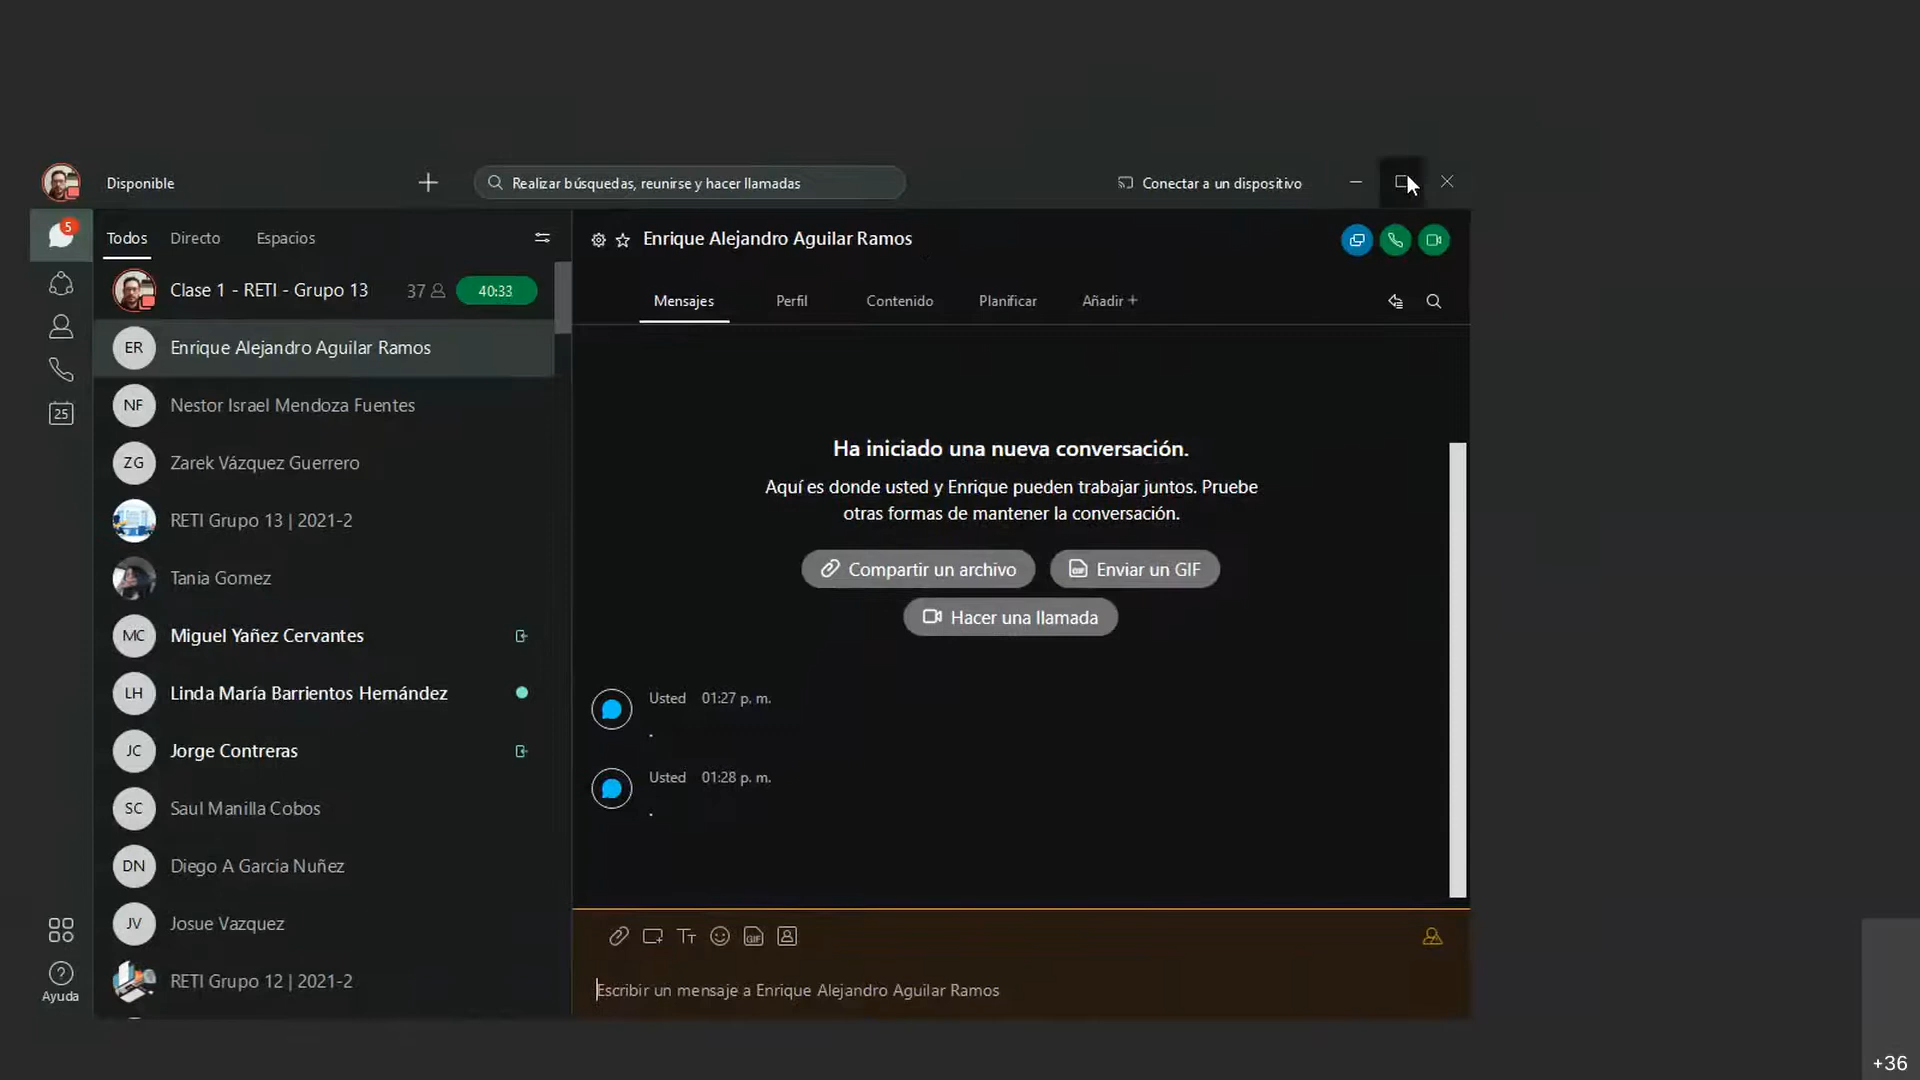 Disponible
Realizar búsquedas, reunirse y hacer llamadas
Conectar a un dispositivo
5
25
Ayuda
Todos Directo Espacios
Clase 1 - RETI - Grupo 13 37 40:33
ER Enrique Alejandro Aguilar Ramos
NF Nestor Israel Mendoza Fuentes
ZG Zarek Vázquez Guerrero
RETI Grupo 13 | 2021-2
Tania Gomez
MC Miguel Yañez Cervantes
LH Linda María Barrientos Hernández
JC Jorge Contreras
SC Saul Manilla Cobos
DN Diego A Garcia Nuñez
JV Josue Vazquez
RETI Grupo 12 | 2021-2
Enrique Alejandro Aguilar Ramos
Mensajes Perfil Contenido Planificar Añadir +
Ha iniciado una nueva conversación.
Aquí es donde usted y Enrique pueden trabajar juntos. Pruebe
otras formas de mantener la conversación.
Compartir un archivo GIF Enviar un GIF
Hacer una llamada
Usted 01:27 p. m.
.
Usted 01:28 p. m.
.
Tт GIF
Escribir un mensaje a Enrique Alejandro Aguilar Ramos
+36